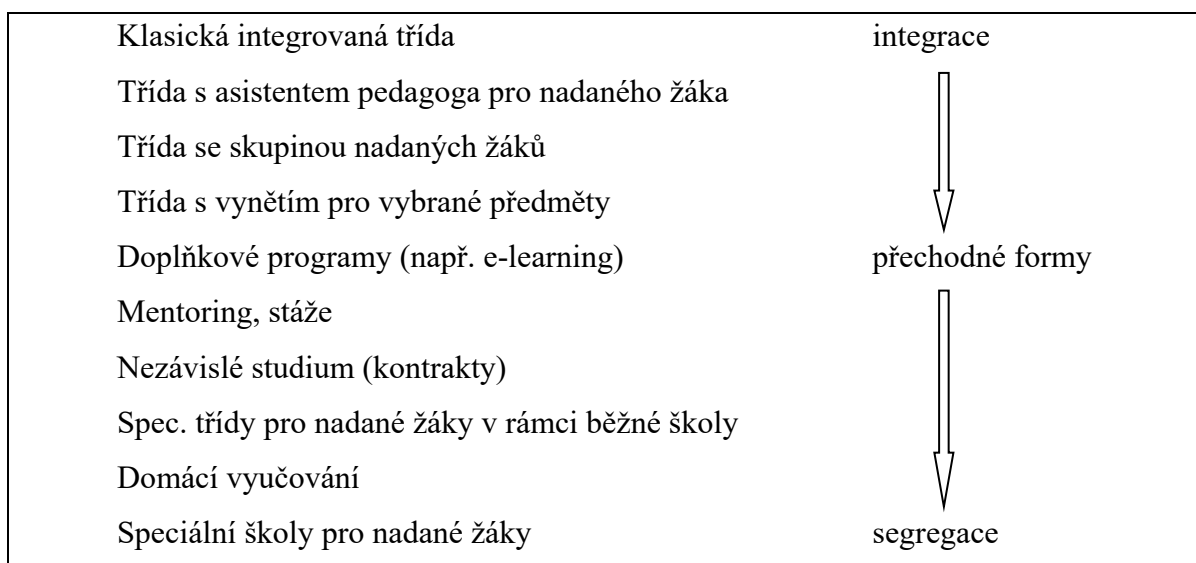 Klasická integrovaná třída integrace
Třída s asistentem pedagoga pro nadaného žáka
Třída se skupinou nadaných žáků
Třída s vynětím pro vybrané předměty
Doplňkové programy (např. e-learning) přechodné formy
Mentoring, stáže
Nezávislé studium (kontrakty)
Spec. třídy pro nadané žáky v rámci běžné školy
Domácí vyučování
Speciální školy pro nadané žáky segregace